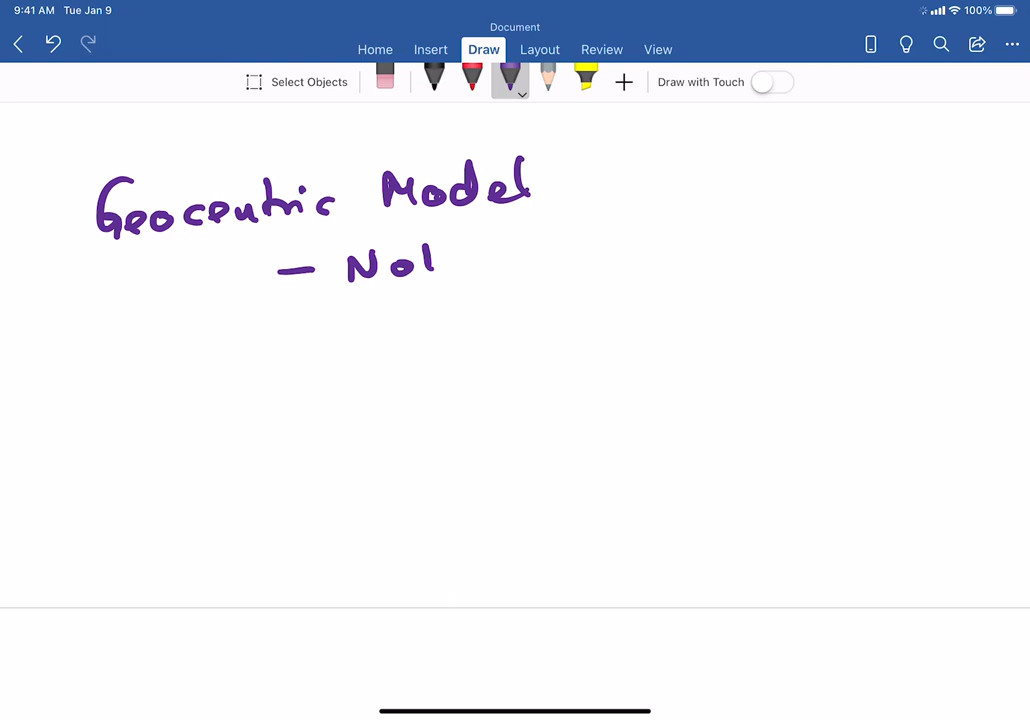 9:41 AM Tue Jan 9
100%
Document
Home Insert Draw Layout Review View
Select Objects
Draw with Touch
Geocentric Model
— Nol